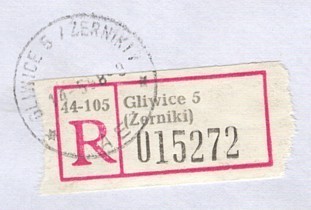 GLIWICE 5 / ŻERNIKI /
44-105
Gliwice 5
(Żerniki)
R
015272